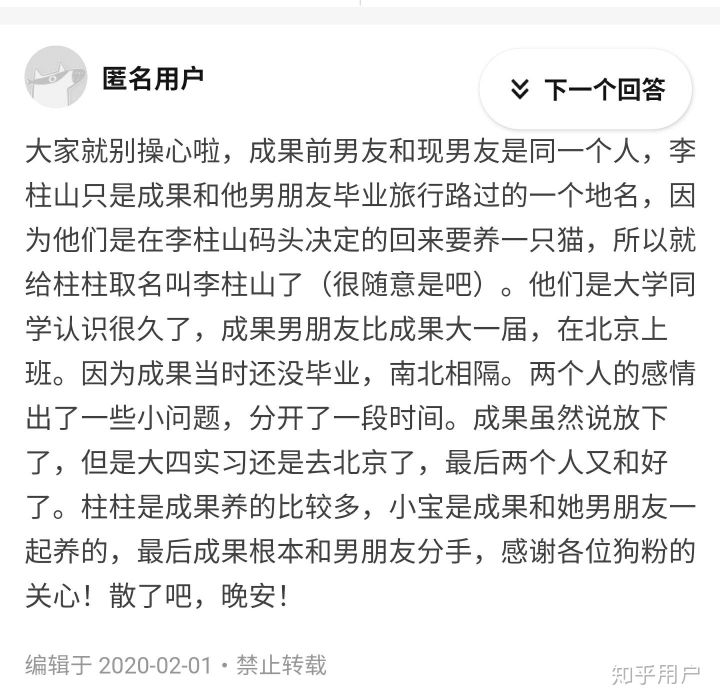 匿名用户
下一个回答
大家就别操心啦，成果前男友和现男友是同一个人，李
柱山只是成果和他男朋友毕业旅行路过的一个地名，因
为他们是在李柱山码头决定的回来要养一只猫，所以就
给柱柱取名叫李柱山了（很随意是吧）。他们是大学同
学认识很久了，成果男朋友比成果大一届，在北京上
班。因为成果当时还没毕业，南北相隔。两个人的感情
出了一些小问题，分开了一段时间。成果虽然说放下
了，但是大四实习还是去北京了，最后两个人又和好
了。柱柱是成果养的比较多，小宝是成果和她男朋友一
起养的，最后成果根本和男朋友分手，感谢各位狗粉的
关心！散了吧，晚安！
编辑于 2020-02-01・禁止转载
知乎用户